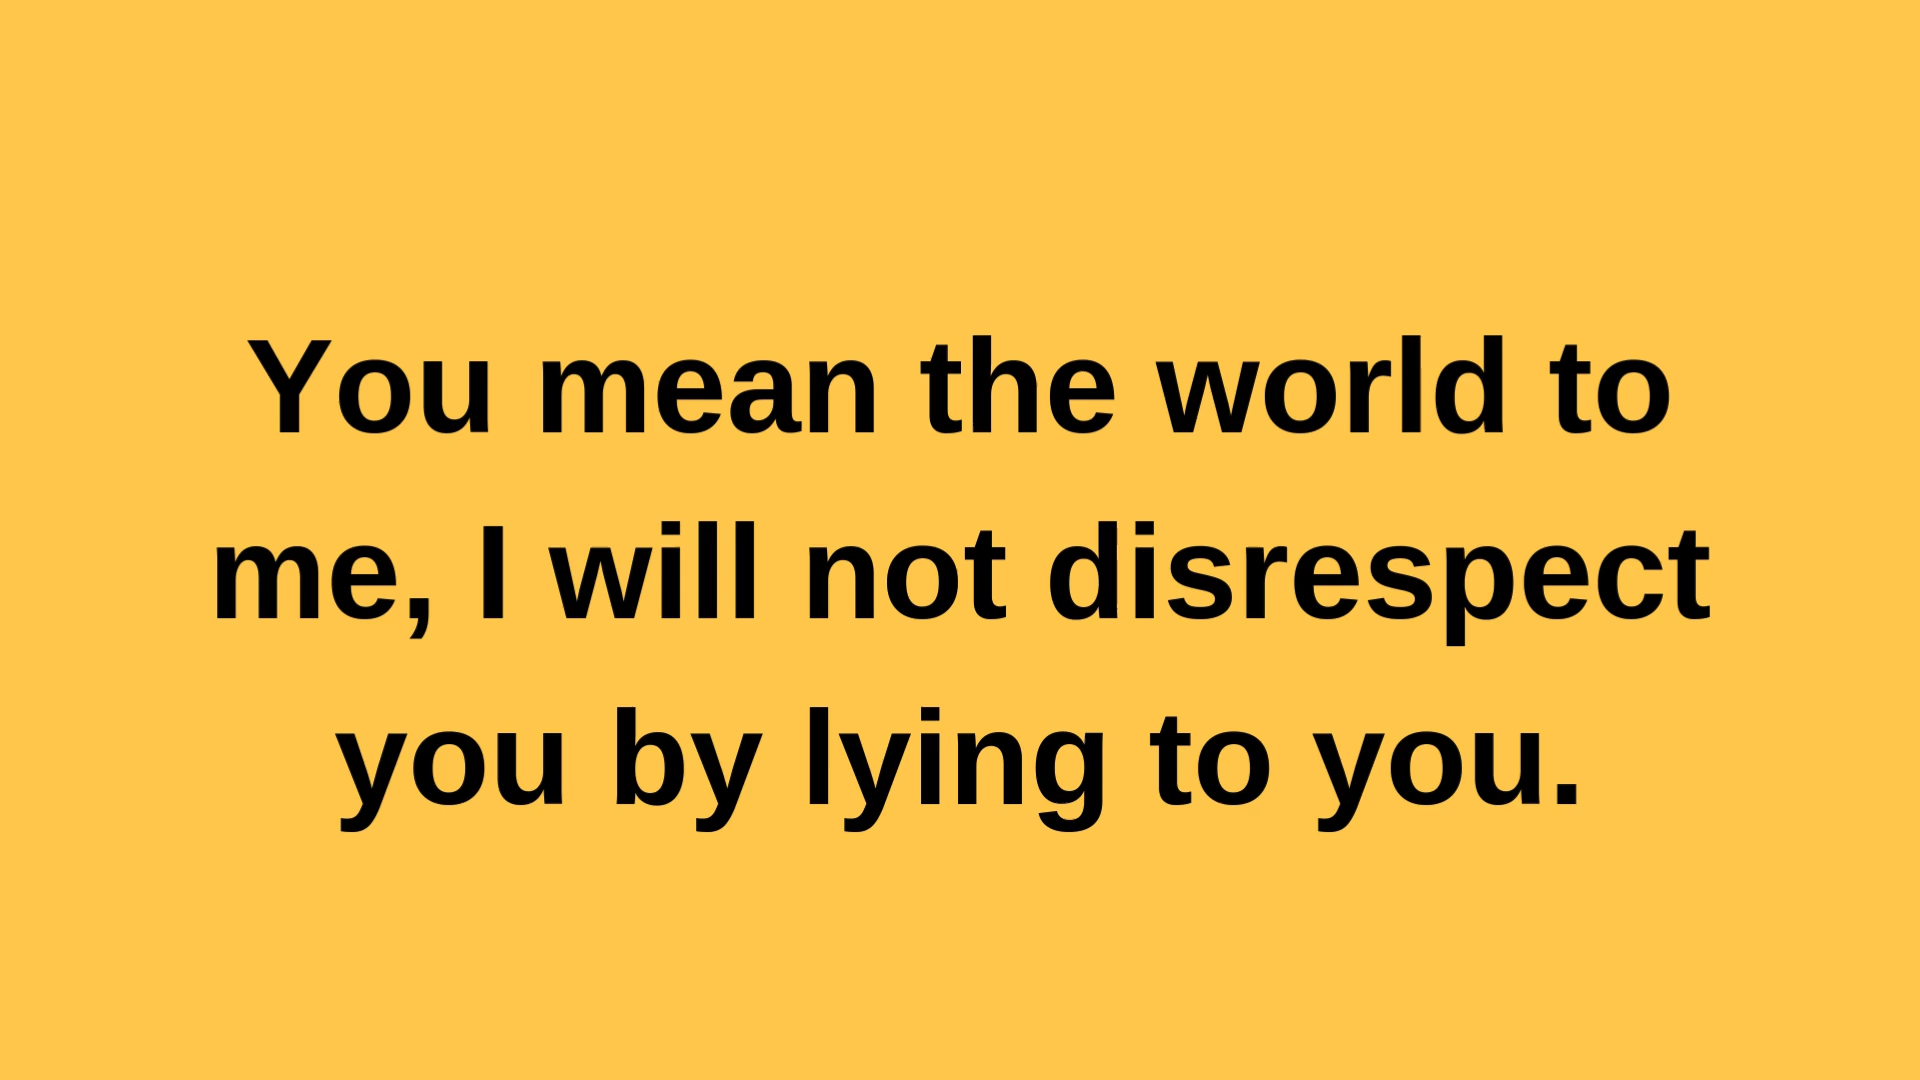 You mean the world to
me, I will not disrespect
you by lying to you.